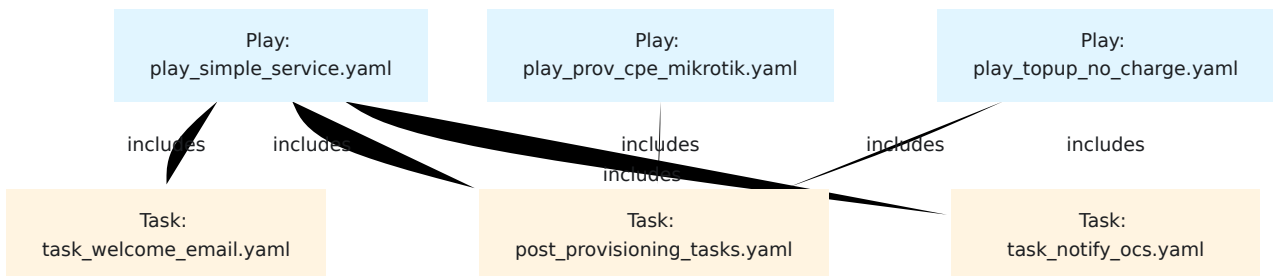 Play:
play_simple_service.yaml
Play:
play_prov_cpe_mikrotik.yaml
Play:
play_topup_no_charge.yaml
includes
includes
includes
includes
includes
includes
Task:
task_welcome_email.yaml
Task:
post_provisioning_tasks.yaml
Task:
task_notify_ocs.yaml